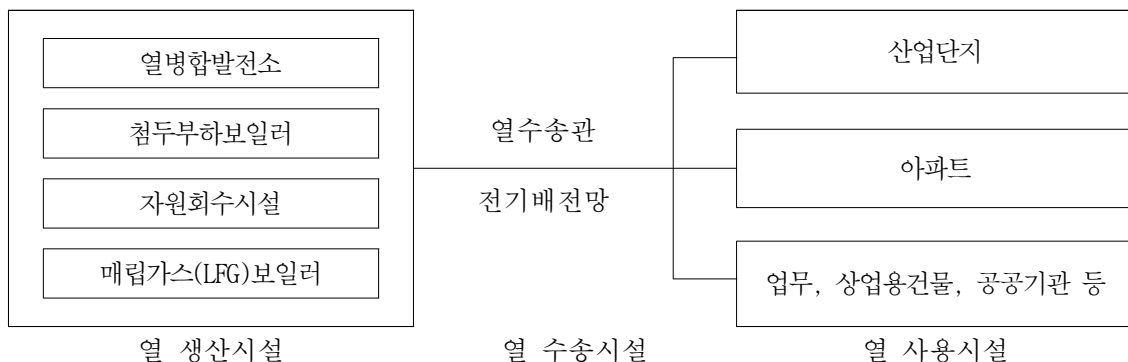 열병합발전소
첨두부하보일러
자원회수시설
매립가스(LFG)보일러
열 생산시설
열수송관
전기배전망
열 수송시설
산업단지
아파트
업무, 상업용건물, 공공기관 등
열 사용시설